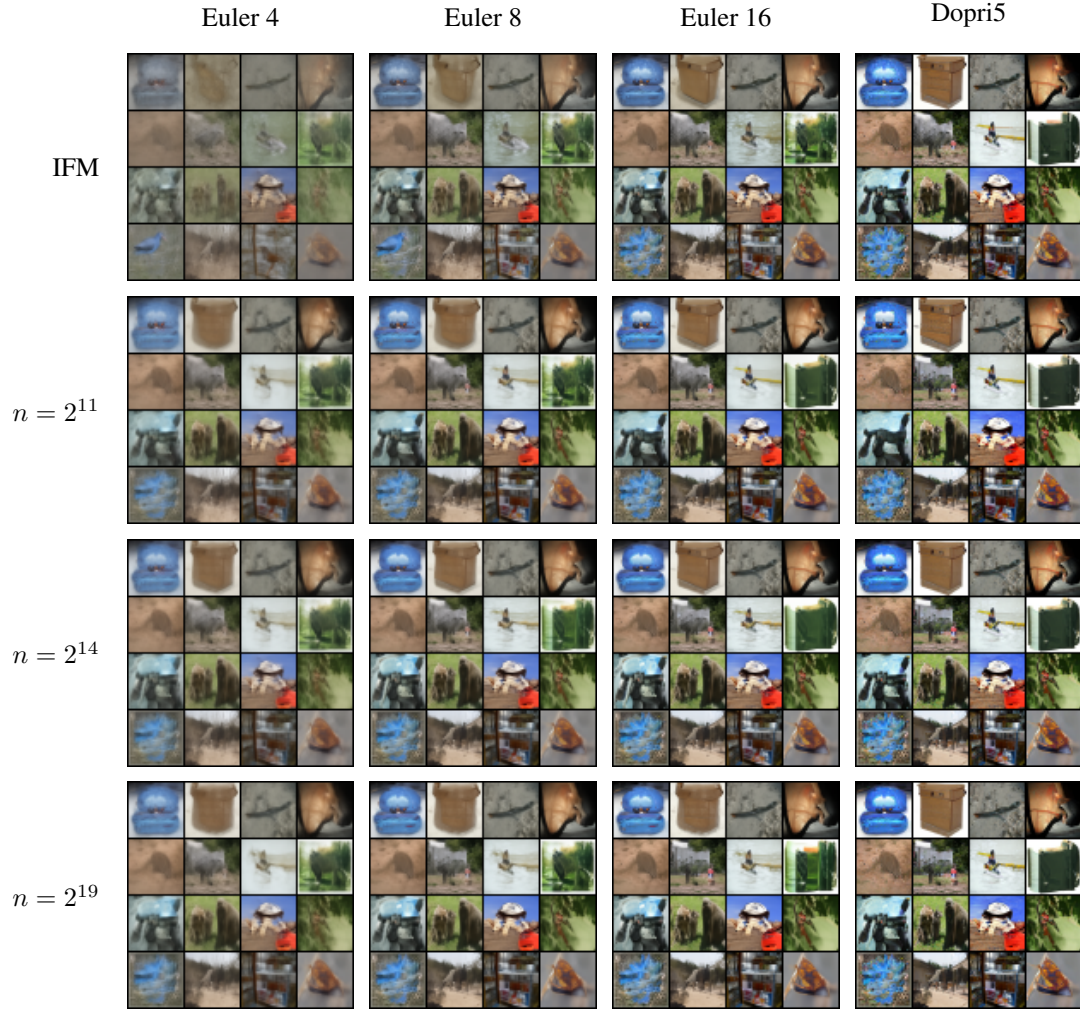 Euler 4 Euler 8 Euler 16 Dopri5
IFM
n = 2^11
n = 2^14
n = 2^19